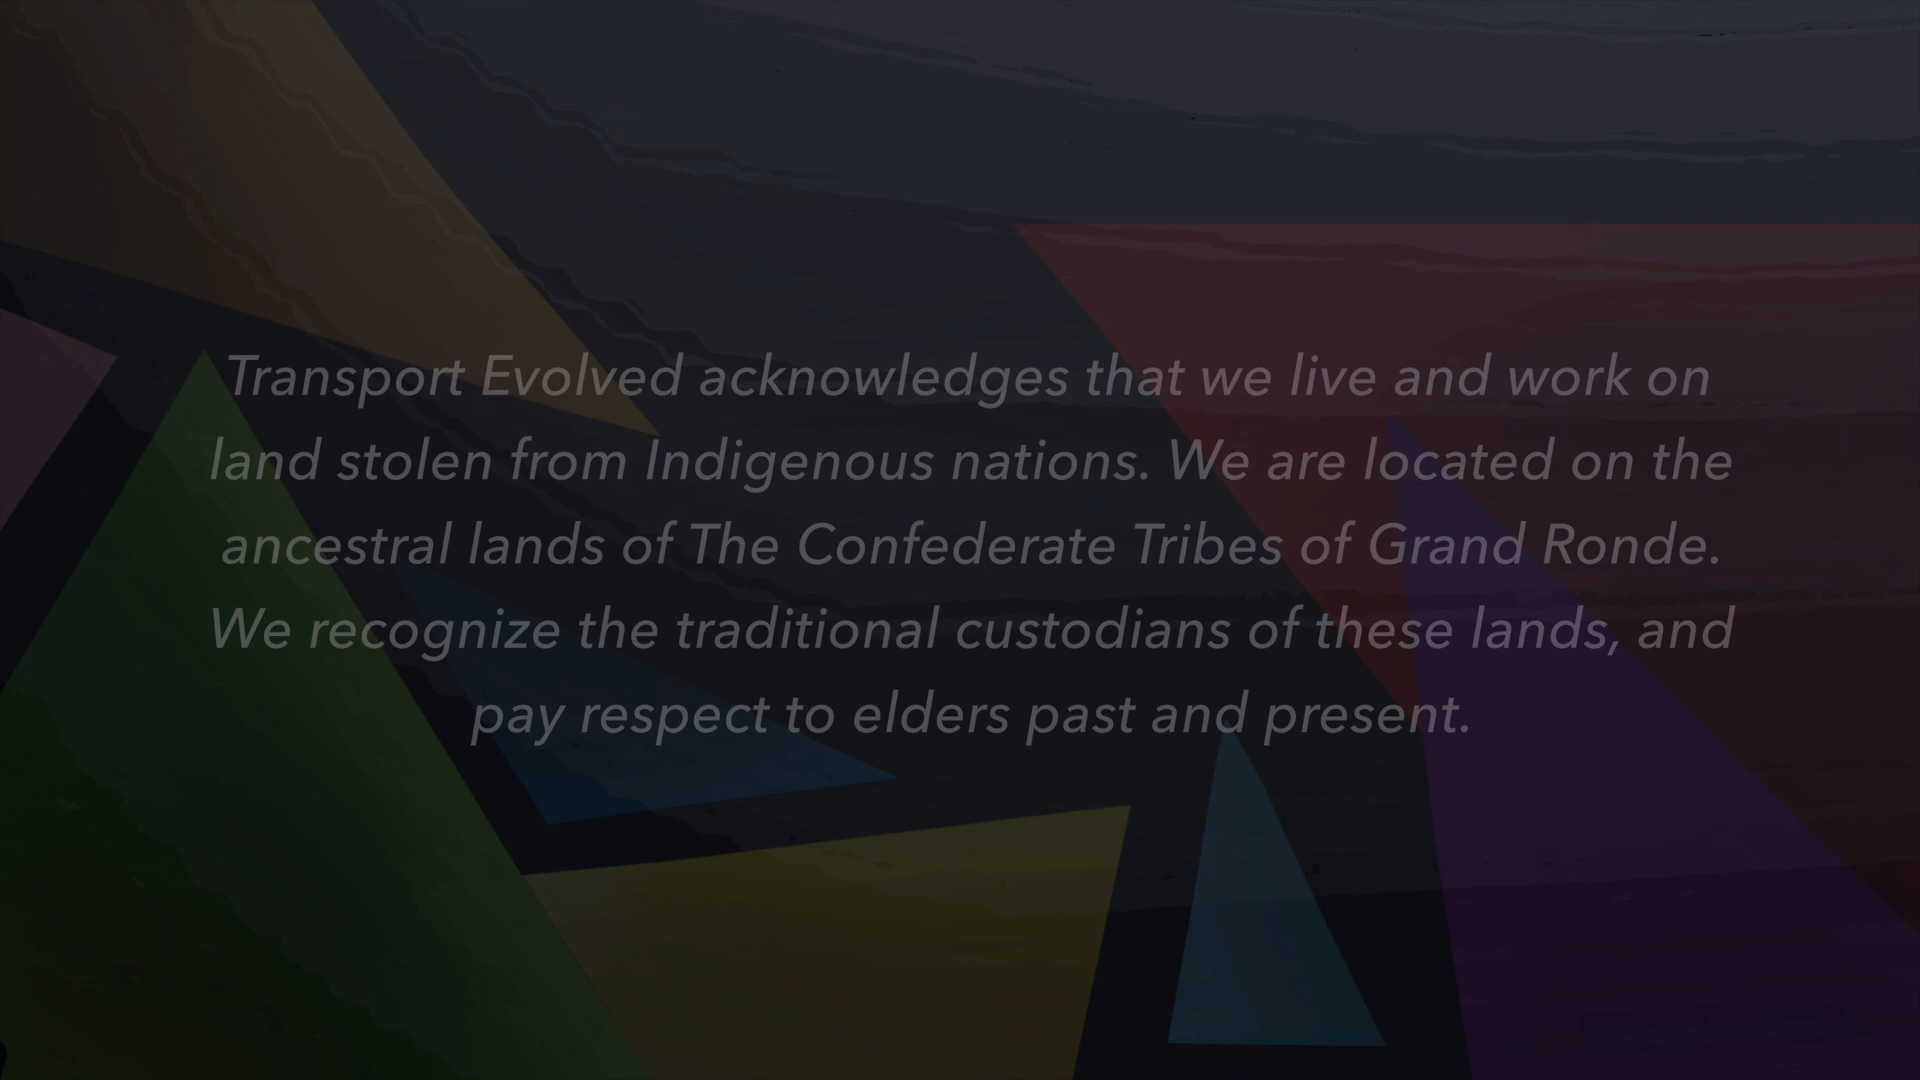 Transport Evolved acknowledges that we live and work on
land stolen from Indigenous nations. We are located on the
ancestral lands of The Confederate Tribes of Grand Ronde.
We recognize the traditional custodians of these lands, and
pay respect to elders past and present.